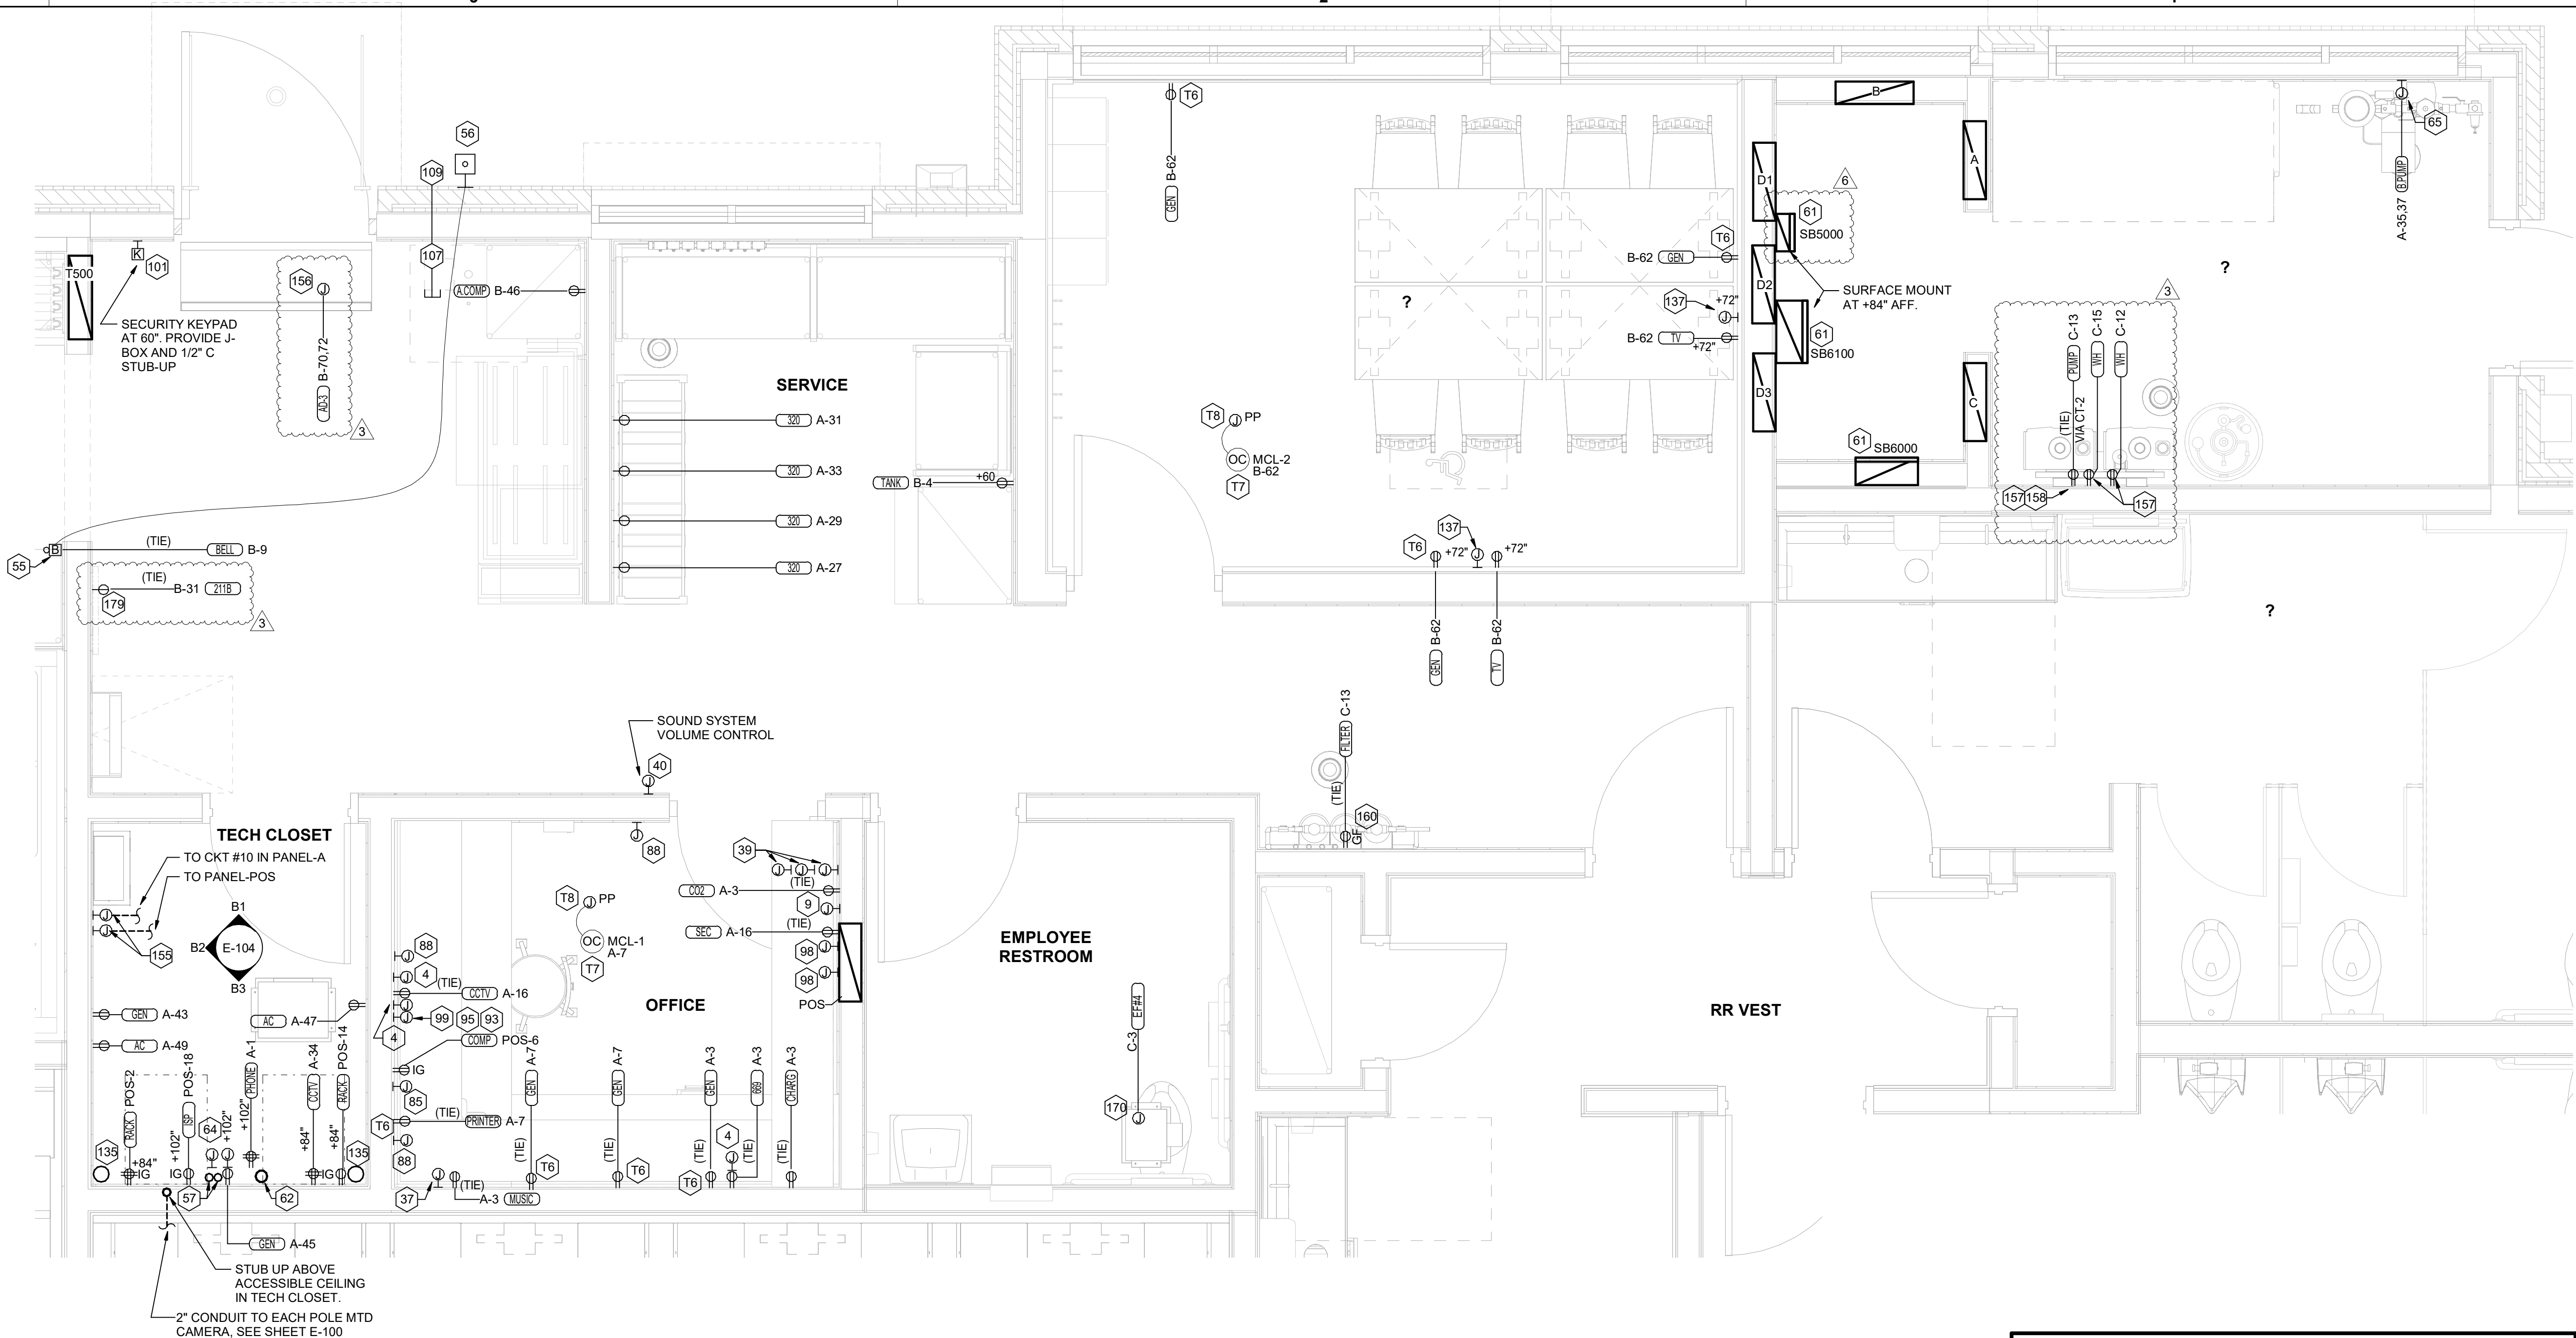 56
109
107
T500
K
101
SECURITY KEYPAD
AT 60". PROVIDE J-
BOX AND 1/2" C
STUB-UP
156
J
AD-3 B-70,72
3
A.COMP B-46
SERVICE
320 A-31
320 A-33
320 A-29
320 A-27
TANK B-4 +60
B
55
(TIE)
BELL B-9
(TIE)
B-31 211B
179
3
T6
GEN B-62
?
T6
B-62 GEN
137 +72"
J
B-62 TV
+72"
T8 J PP
OC MCL-2
B-62
T7
137
T6 +72" J +72"
GEN B-62
TV B-62
B
A
D1
6
61
SB5000
D2
SURFACE MOUNT
AT +84" AFF.
61
SB6100
D3
C
61 SB6000
J
65
A-35,37 B.PUMP
?
3
PUMP C-13
WH C-15
WH C-12
(TIE)
VIA CT-2
157 158
157
?
SOUND SYSTEM
VOLUME CONTROL
40
J
J
88
FILTER C-13
(TIE)
160
GF
TECH CLOSET
TO CKT #10 IN PANEL-A
TO PANEL-POS
J
J
155
B1
B2 E-104
B3
GEN A-43
AC A-47
AC A-49
RACK POS-2
ISP POS-18
PHONE A-1
CCTV A-34
RACK POS-14
135
+84"
IG
+102"
IG
64
+102"
J J
+102"
+84"
IG
+84"
135
57
62
GEN A-45
STUB UP ABOVE
ACCESSIBLE CEILING
IN TECH CLOSET.
2" CONDUIT TO EACH POLE MTD
CAMERA, SEE SHEET E-100
T8 J PP
OC MCL-1
A-7
T7
39
J J J
(TIE)
CO2 A-3
9 J
(TIE)
SEC A-16
98 J
98 J
POS
OFFICE
88
J
4
J
(TIE)
CCTV A-16
J
J
99 95 93
4
COMP POS-6
IG
J
85
(TIE)
T6 PRINTER A-7
J
88
37
J
(TIE)
A-3 MUSIC
GEN A-7
(TIE)
T6
GEN A-7
(TIE)
T6
GEN A-3
(TIE)
T6
4
J
669 A-3
(TIE)
CHARG A-3
(TIE)
EMPLOYEE
RESTROOM
C-3 EF#4
170
J
RR VEST